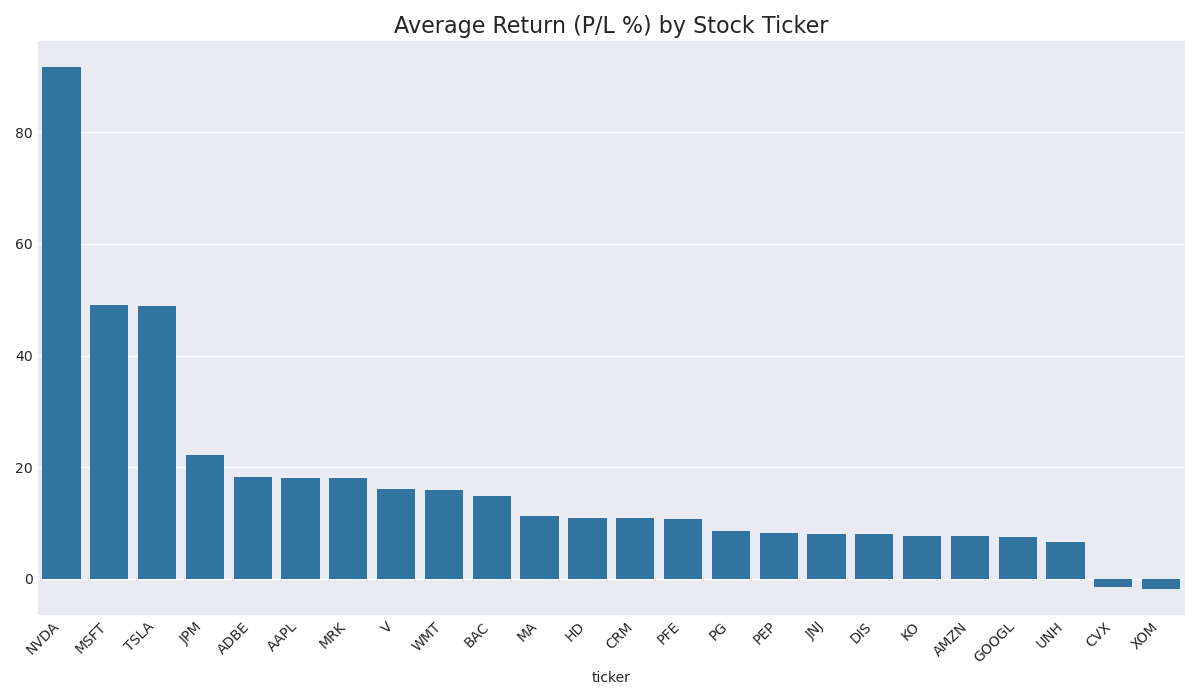 Average Return (P/L %) by Stock Ticker
80
60
40
20
0
NVDA
MSFT
TSLA
JPM
ADBE
AAPL
MRK
V
WMT
BAC
MA
HD
CRM
PFE
PG
PEP
JNJ
DIS
KO
AMZN
GOOGL
UNH
CVX
XOM
ticker